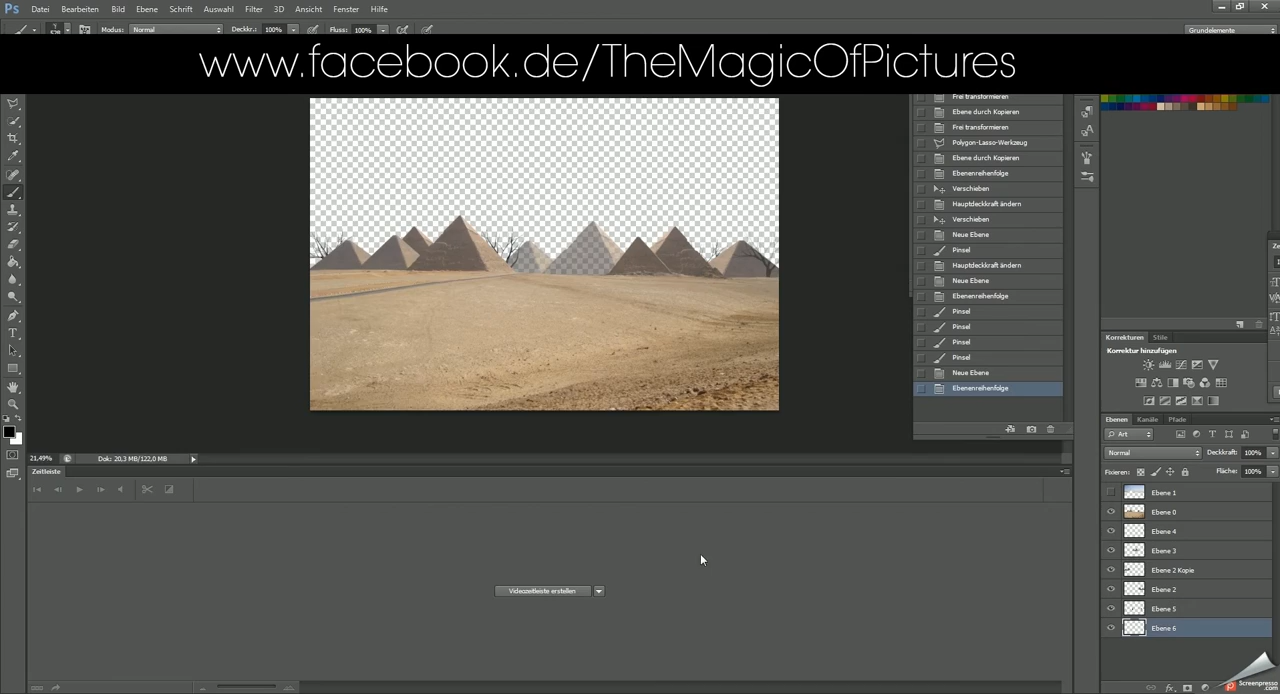 Ps Datei Bearbeiten Bild Ebene Schrift Auswahl Filter 3D Ansicht Fenster Hilfe
Modus: Normal Deckkr.: 100% Fluss: 100% Grundelemente
www.facebook.de/TheMagicOfPictures
Frei transformieren
Ebene durch Kopieren
Frei transformieren
Polygon-Lasso-Werkzeug
Ebene durch Kopieren
Ebenenreihenfolge
Verschieben
Hauptdeckkraft ändern
Verschieben
Neue Ebene
Pinsel
Hauptdeckkraft ändern
Neue Ebene
Ebenenreihenfolge
Pinsel
Pinsel
Pinsel
Pinsel
Neue Ebene
Ebenenreihenfolge
Korrekturen Stile
Korrektur hinzufügen
Ebenen Kanäle Pfade
Art
Normal Deckkraft: 100%
Fixieren: Fläche: 100%
Ebene 1
Ebene 0
Ebene 4
Ebene 3
Ebene 2 Kopie
Ebene 2
Ebene 5
Ebene 6
21,49% Dok: 20,3 MB/122,0 MB
Zeitleiste
Videozeitleiste erstellen
Screenpresso
.com